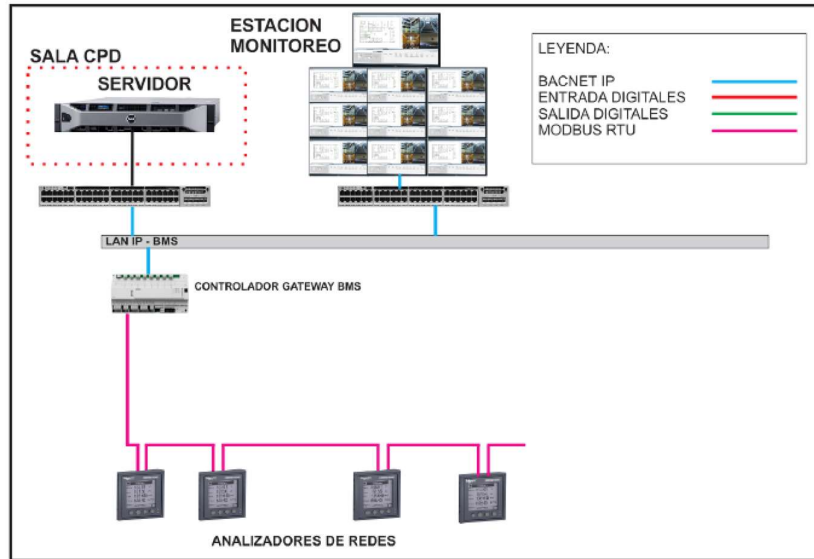 ESTACION
MONITOREO
SALA CPD
SERVIDOR
LEYENDA:
BACNET IP
ENTRADA DIGITALES
SALIDA DIGITALES
MODBUS RTU
LAN IP - BMS
CONTROLADOR GATEWAY BMS
ANALIZADORES DE REDES